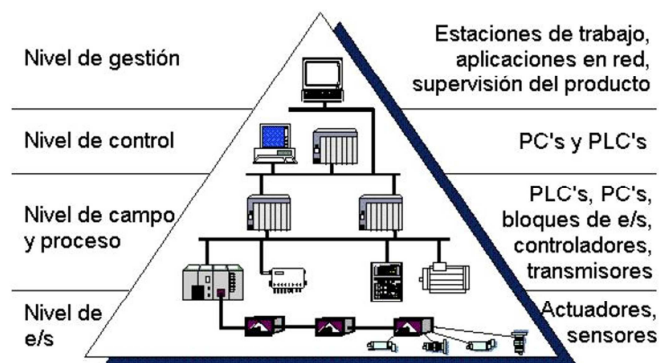 Nivel de gestión
Estaciones de trabajo,
aplicaciones en red,
supervisión del producto
Nivel de control
PC's y PLC's
Nivel de campo
y proceso
PLC's, PC's,
bloques de e/s,
controladores,
transmisores
Nivel de
e/s
Actuadores,
sensores